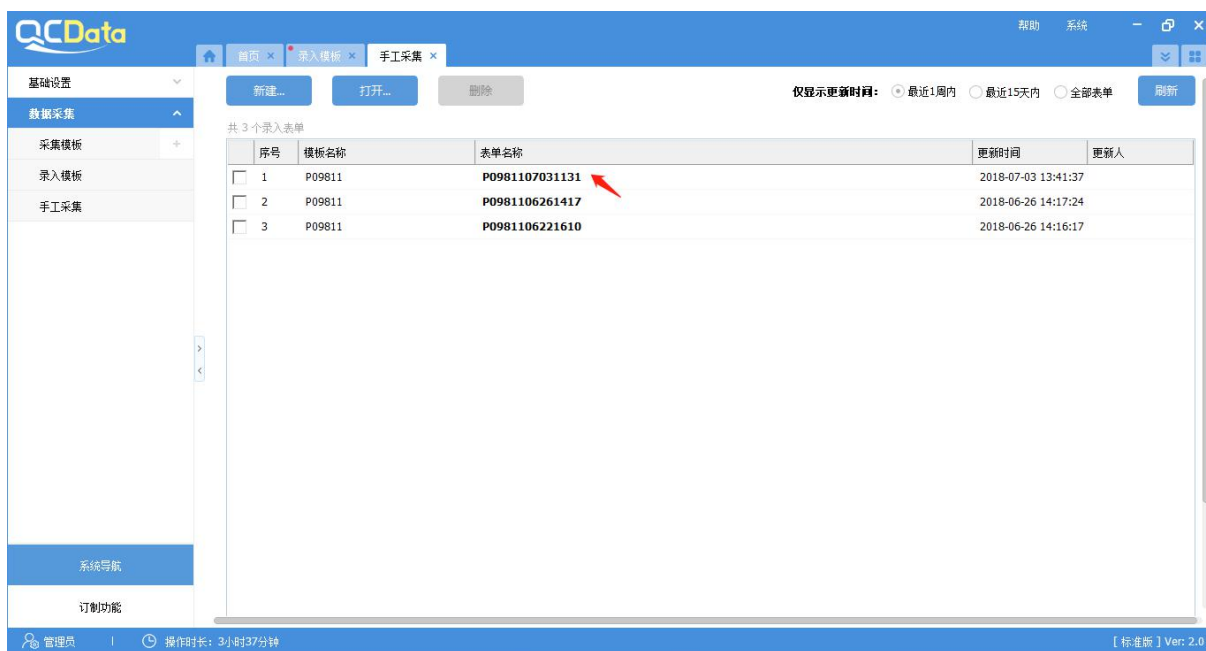 QCData
帮助 系统
首页 录入模板 手工采集
基础设置
数据采集
采集模板
录入模板
手工采集
新建... 打开... 删除 仅显示更新时间: 最近1周内 最近15天内 全部表单 刷新
共 3 个录入表单
序号 模板名称 表单名称 更新时间 更新人
1 P09811 P0981107031131 2018-07-03 13:41:37
2 P09811 P0981106261417 2018-06-26 14:17:24
3 P09811 P0981106221610 2018-06-26 14:16:17
系统导航
订制功能
管理员 操作时长: 3小时37分钟 [ 标准版 ] Ver: 2.0